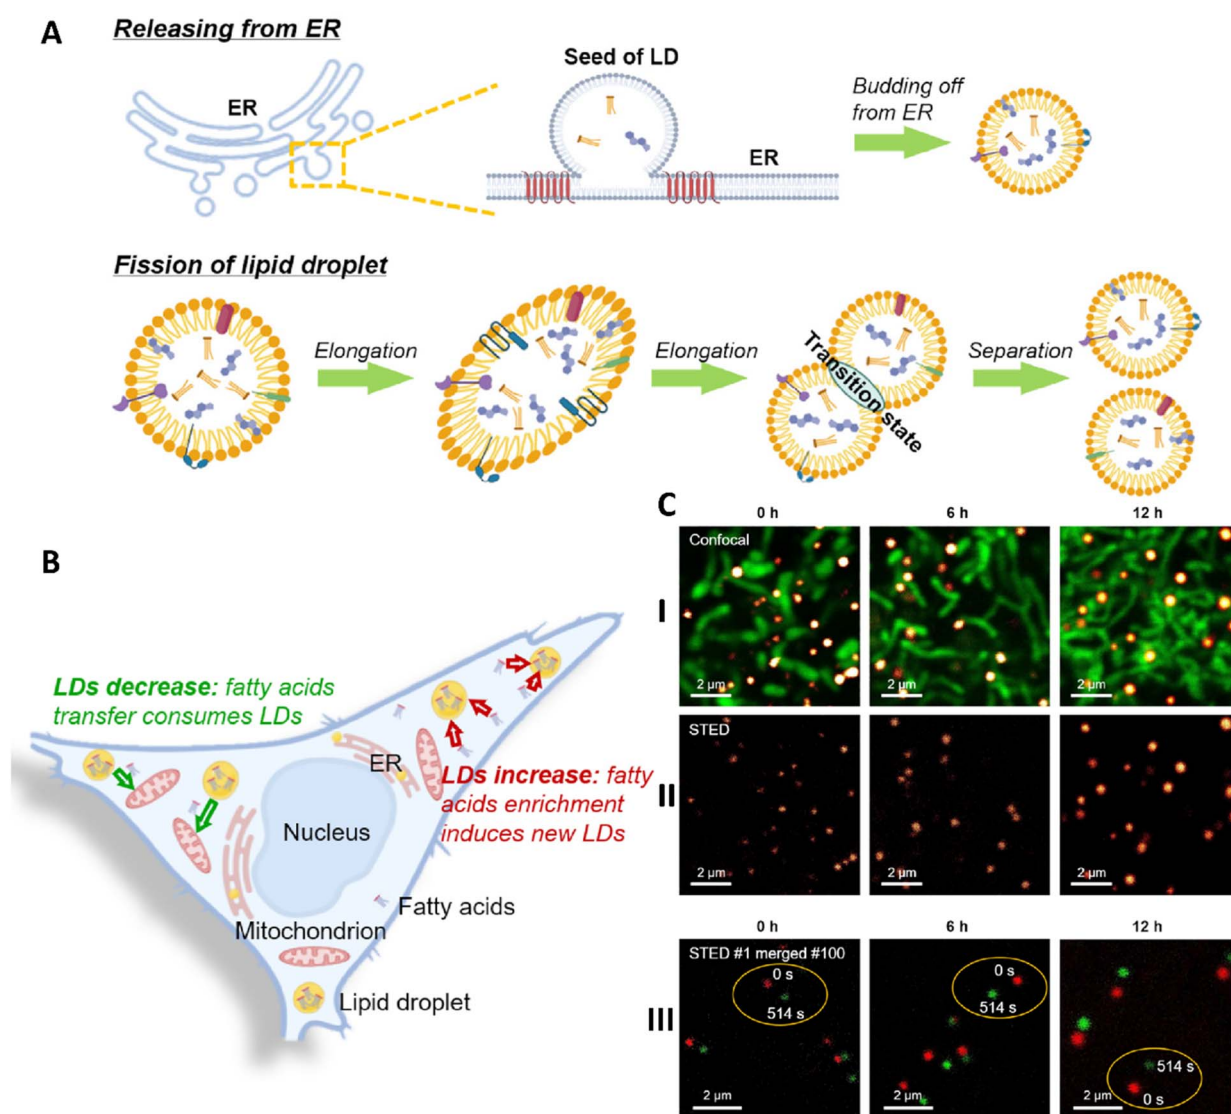 A
Releasing from ER
ER
Seed of LD
ER
Budding off
from ER
Fission of lipid droplet
Elongation
Elongation
Transition state
Separation
B
LDs decrease: fatty acids
transfer consumes LDs
ER
LDs increase: fatty
acids enrichment
induces new LDs
Nucleus
Fatty acids
Mitochondrion
Lipid droplet
C
0 h
6 h
12 h
I
Confocal
2 µm
2 µm
2 µm
II
STED
2 µm
2 µm
2 µm
0 h
6 h
12 h
III
STED #1 merged #100
0 s
514 s
2 µm
0 s
514 s
2 µm
514 s
0 s
2 µm